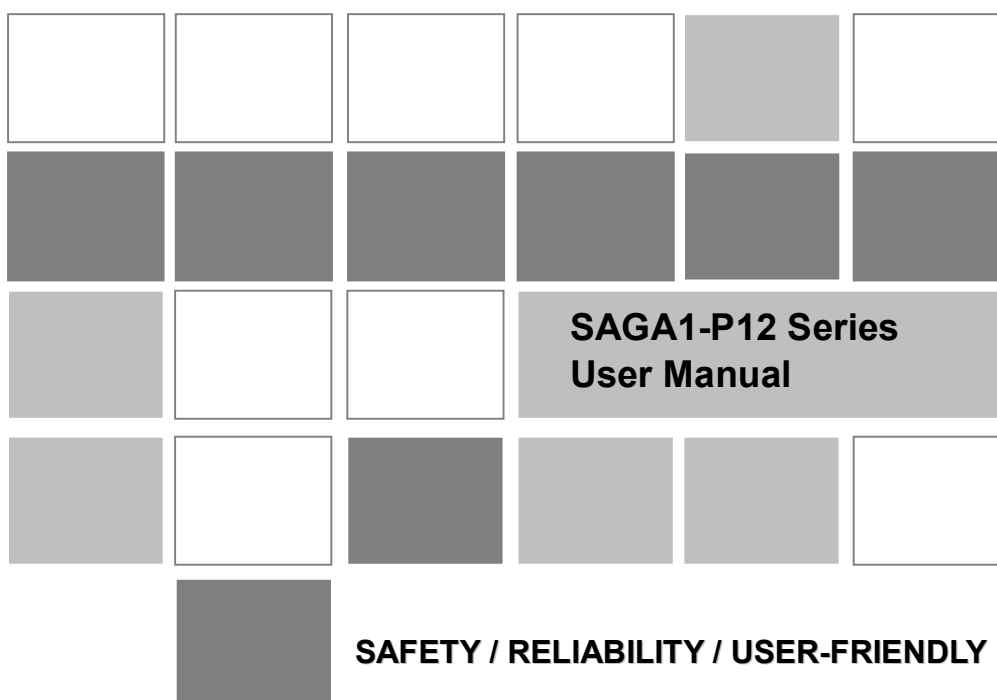 SAGA1-P12 Series
User Manual
SAFETY / RELIABILITY / USER-FRIENDLY